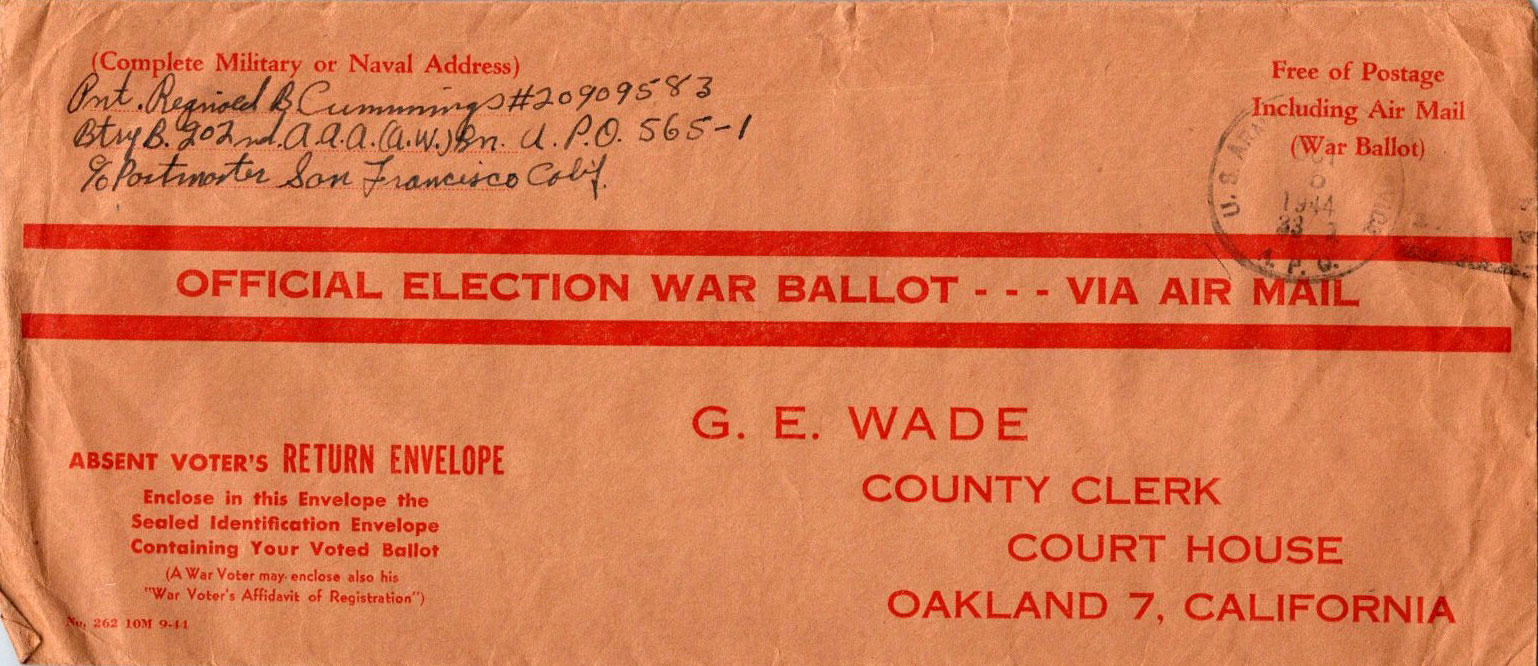 (Complete Military or Naval Address)
Pvt. Reginold B Cummings #20909583
Btry B. 202nd. A.A.A. (A.W.) Bn. A.P.O. 565-1
c/o Postmaster San Francisco Calif.
Free of Postage
Including Air Mail
(War Ballot)
U.S. ARMY
1944
A.P.O.
OFFICIAL ELECTION WAR BALLOT - - - VIA AIR MAIL
G. E. WADE
COUNTY CLERK
COURT HOUSE
OAKLAND 7, CALIFORNIA
ABSENT VOTER'S RETURN ENVELOPE
Enclose in this Envelope the
Sealed Identification Envelope
Containing Your Voted Ballot
(A War Voter may enclose also his
"War Voter's Affidavit of Registration")
No. 262 10M 9-44